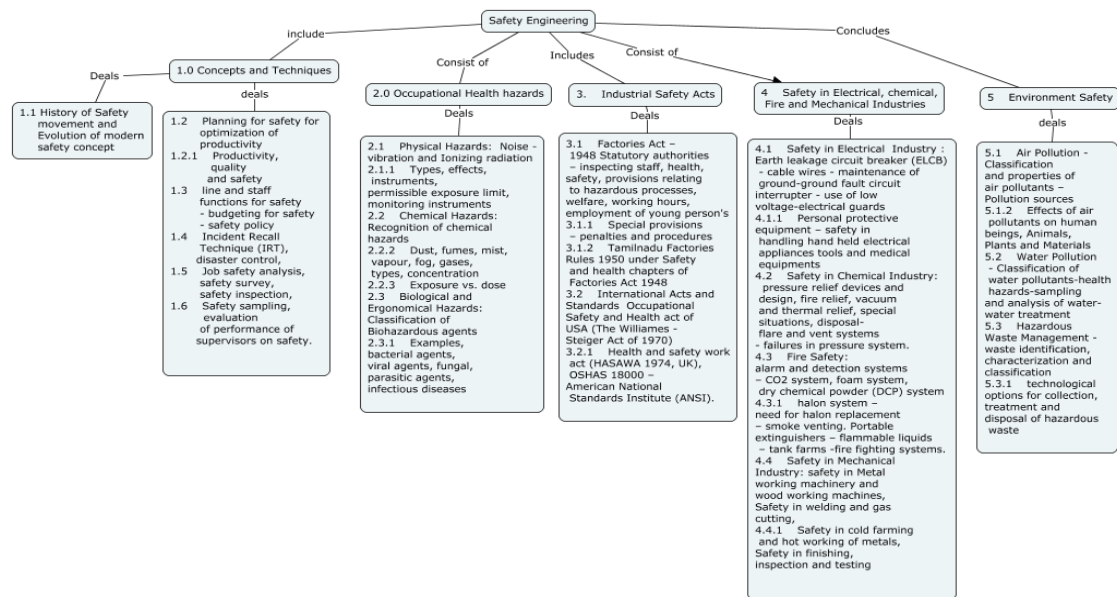 Safety Engineering
include
Consist of
Includes
Consist of
Concludes
1.0 Concepts and Techniques
Deals
deals
1.1 History of Safety
movement and
Evolution of modern
safety concept
1.2 Planning for safety for
optimization of
productivity
1.2.1 Productivity,
quality
and safety
1.3 line and staff
functions for safety
- budgeting for safety
- safety policy
1.4 Incident Recall
Technique (IRT),
disaster control,
1.5 Job safety analysis,
safety survey,
safety inspection,
1.6 Safety sampling,
evaluation
of performance of
supervisors on safety.
2.0 Occupational Health hazards
Deals
2.1 Physical Hazards: Noise -
vibration and Ionizing radiation
2.1.1 Types, effects,
instruments,
permissible exposure limit,
monitoring instruments
2.2 Chemical Hazards:
Recognition of chemical
hazards
2.2.2 Dust, fumes, mist,
vapour, fog, gases,
types, concentration
2.2.3 Exposure vs. dose
2.3 Biological and
Ergonomical Hazards:
Classification of
Biohazardous agents
2.3.1 Examples,
bacterial agents,
viral agents, fungal,
parasitic agents,
infectious diseases
3. Industrial Safety Acts
Deals
3.1 Factories Act –
– 1948 Statutory authorities
– inspecting staff, health,
safety, provisions relating
to hazardous processes,
welfare, working hours,
employment of young person's
3.1.1 Special provisions
– penalties and procedures
3.1.2 Tamilnadu Factories
Rules 1950 under Safety
and health chapters of
Factories Act 1948
3.2 International Acts and
Standards Occupational
Safety and Health act of
USA (The Williames -
Steiger Act of 1970)
3.2.1 Health and safety work
act (HASAWA 1974, UK),
OSHAS 18000 –
American National
Standards Institute (ANSI).
4 Safety in Electrical, chemical,
Fire and Mechanical Industries
Deals
4.1 Safety in Electrical Industry :
Earth leakage circuit breaker (ELCB)
- cable wires - maintenance of
ground-ground fault circuit
interrupter - use of low
voltage-electrical guards
4.1.1 Personal protective
equipment – safety in
handling hand held electrical
appliances tools and medical
equipments
4.2 Safety in Chemical Industry:
pressure relief devices and
design, fire relief, vacuum
and thermal relief, special
situations, disposal-
flare and vent systems
- failures in pressure system.
4.3 Fire Safety:
alarm and detection systems
– CO2 system, foam system,
dry chemical powder (DCP) system
4.3.1 halon system –
need for halon replacement
– smoke venting. Portable
extinguishers – flammable liquids
– tank farms -fire fighting systems.
4.4 Safety in Mechanical
Industry: safety in Metal
working machinery and
wood working machines,
Safety in welding and gas
cutting,
4.4.1 Safety in cold farming
and hot working of metals,
Safety in finishing,
inspection and testing
5 Environment Safety
deals
5.1 Air Pollution -
Classification
and properties of
air pollutants –
Pollution sources
5.1.2 Effects of air
pollutants on human
beings, Animals,
Plants and Materials
5.2 Water Pollution
- Classification of
water pollutants-health
hazards-sampling
and analysis of water-
water treatment
5.3 Hazardous
Waste Management -
waste identification,
characterization and
classification
5.3.1 technological
options for collection,
treatment and
disposal of hazardous
waste